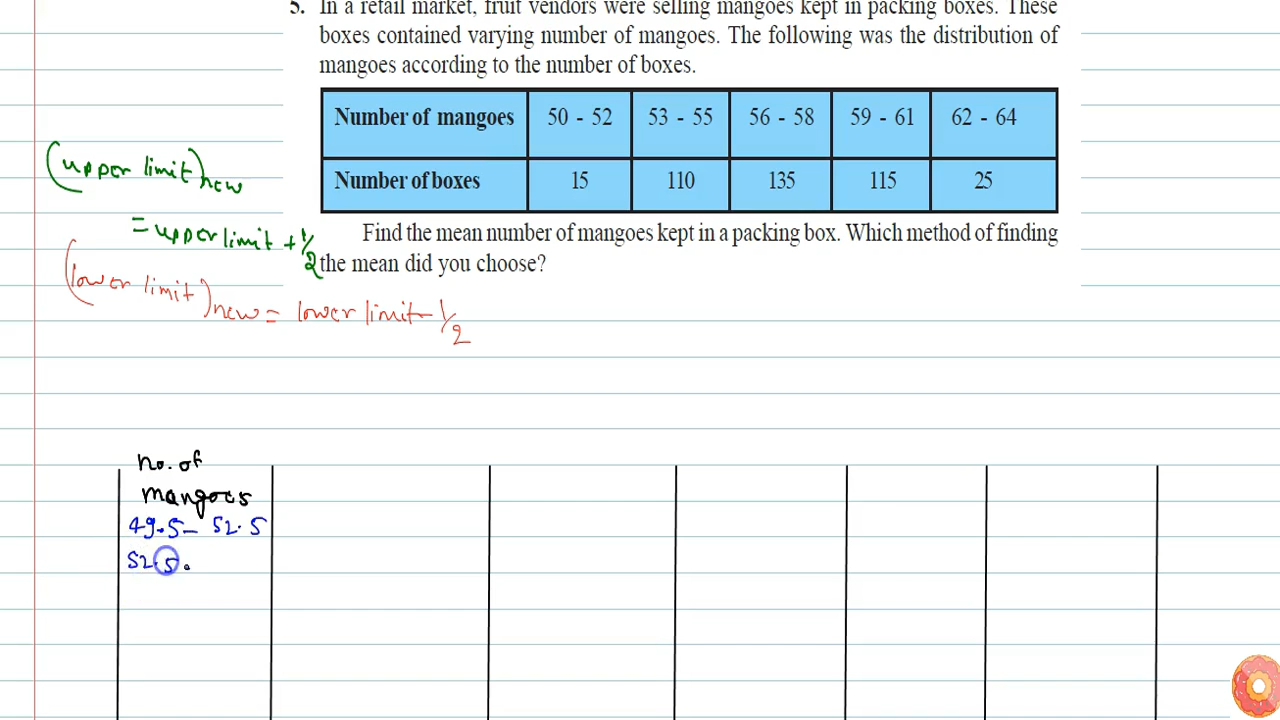 5. In a retail market, fruit vendors were selling mangoes kept in packing boxes. These
boxes contained varying number of mangoes. The following was the distribution of
mangoes according to the number of boxes.
Number of mangoes 50 - 52 53 - 55 56 - 58 59 - 61 62 - 64
Number of boxes 15 110 135 115 25
Find the mean number of mangoes kept in a packing box. Which method of finding
the mean did you choose?
(upper limit)new
= upper limit + 1/2
(lower limit)new = lower limit - 1/2
no. of
mangoes
49.5 - 52.5
52.5